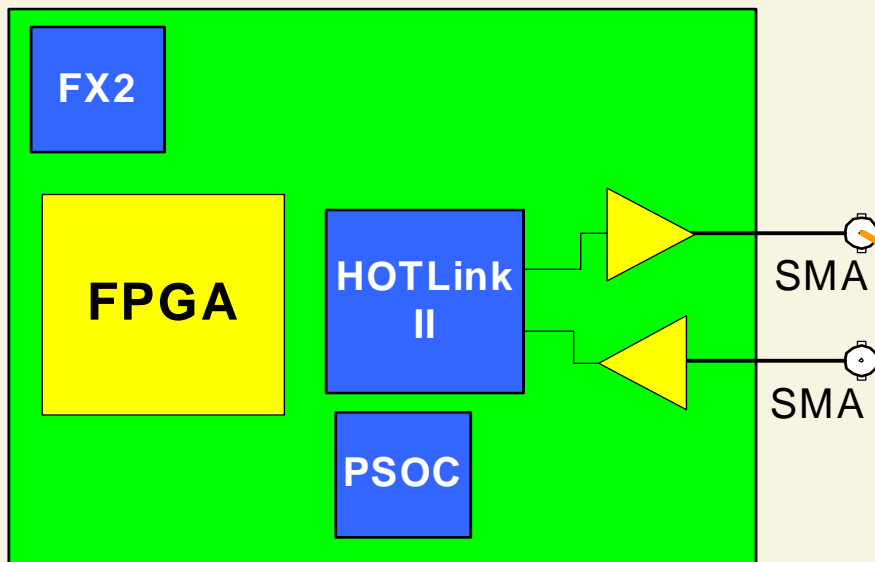 FX2
FPGA
HOTLink
II
SMA
SMA
PSOC